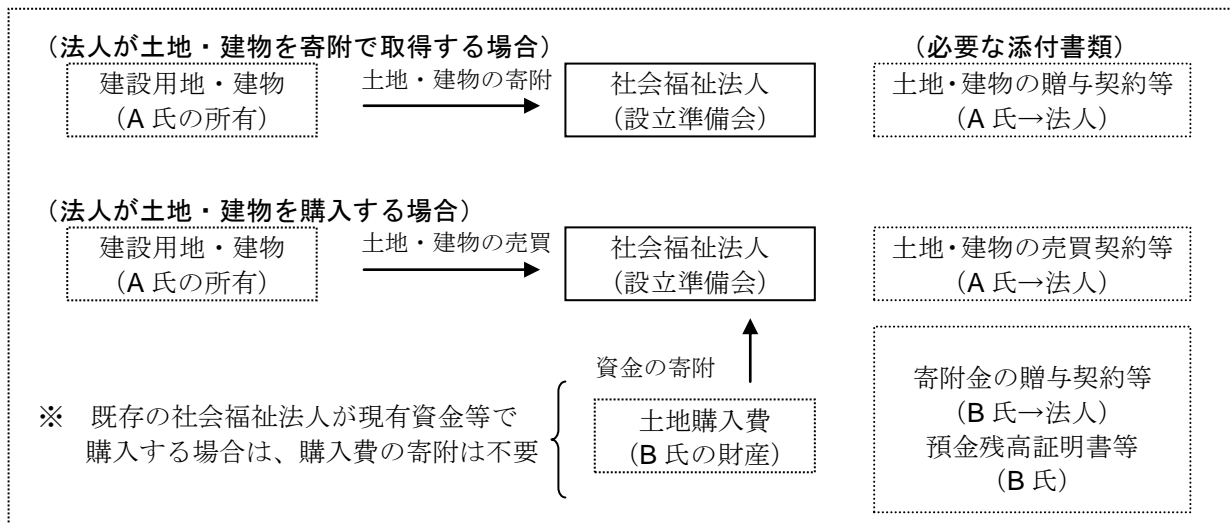 （法人が土地・建物を寄附で取得する場合）
（必要な添付書類）
建設用地・建物
（A 氏の所有）
土地・建物の寄附
社会福祉法人
（設立準備会）
土地・建物の贈与契約等
（A 氏→法人）
（法人が土地・建物を購入する場合）
建設用地・建物
（A 氏の所有）
土地・建物の売買
社会福祉法人
（設立準備会）
土地・建物の売買契約等
（A 氏→法人）
資金の寄附
※　既存の社会福祉法人が現有資金等で
購入する場合は、購入費の寄附は不要
土地購入費
（B 氏の財産）
寄附金の贈与契約等
（B 氏→法人）
預金残高証明書等
（B 氏）